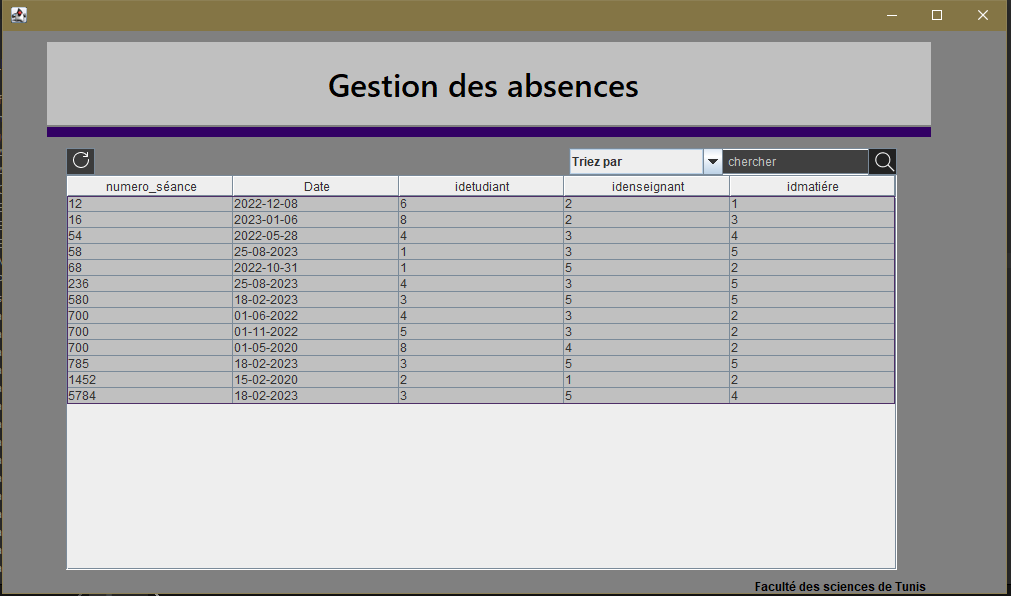 Gestion des absences
Triez par chercher
numero_séance Date idetudiant idenseignant idmatiére
12 2022-12-08 6 2 1
16 2023-01-06 8 2 3
54 2022-05-28 4 3 4
58 25-08-2023 1 3 5
68 2022-10-31 1 5 2
236 25-08-2023 4 3 5
580 18-02-2023 3 5 5
700 01-06-2022 4 3 2
700 01-11-2022 5 3 2
700 01-05-2020 8 4 2
785 18-02-2023 3 5 5
1452 15-02-2020 2 1 2
5784 18-02-2023 3 5 4
Faculté des sciences de Tunis